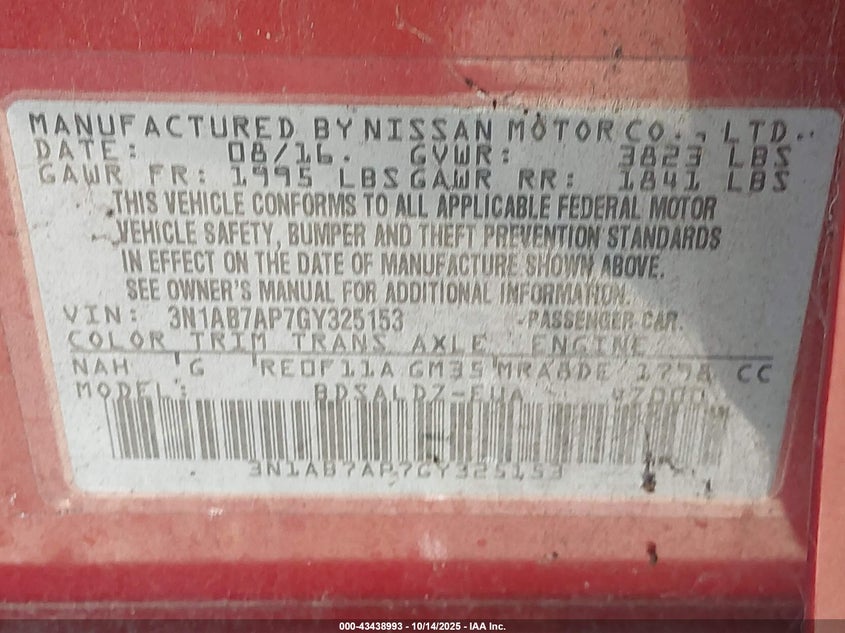 MANUFACTURED BY NISSAN MOTOR CO., LTD.
DATE: 08/16. GVWR: 3823 LBS
GAWR FR: 1995 LBS GAWR RR: 1841 LBS
THIS VEHICLE CONFORMS TO ALL APPLICABLE FEDERAL MOTOR
VEHICLE SAFETY, BUMPER AND THEFT PREVENTION STANDARDS
IN EFFECT ON THE DATE OF MANUFACTURE SHOWN ABOVE.
SEE OWNER'S MANUAL FOR ADDITIONAL INFORMATION.
VIN: 3N1AB7AP7GY325153 PASSENGER CAR.
COLOR TRIM TRANS AXLE ENGINE
NAH G RE0F11A GM35 MRA8DE 1798 CC
MODEL: BDSALDZ-EUA
3N1AB7AP7GY325153
000-43438993 - 10/14/2025 - IAA Inc.